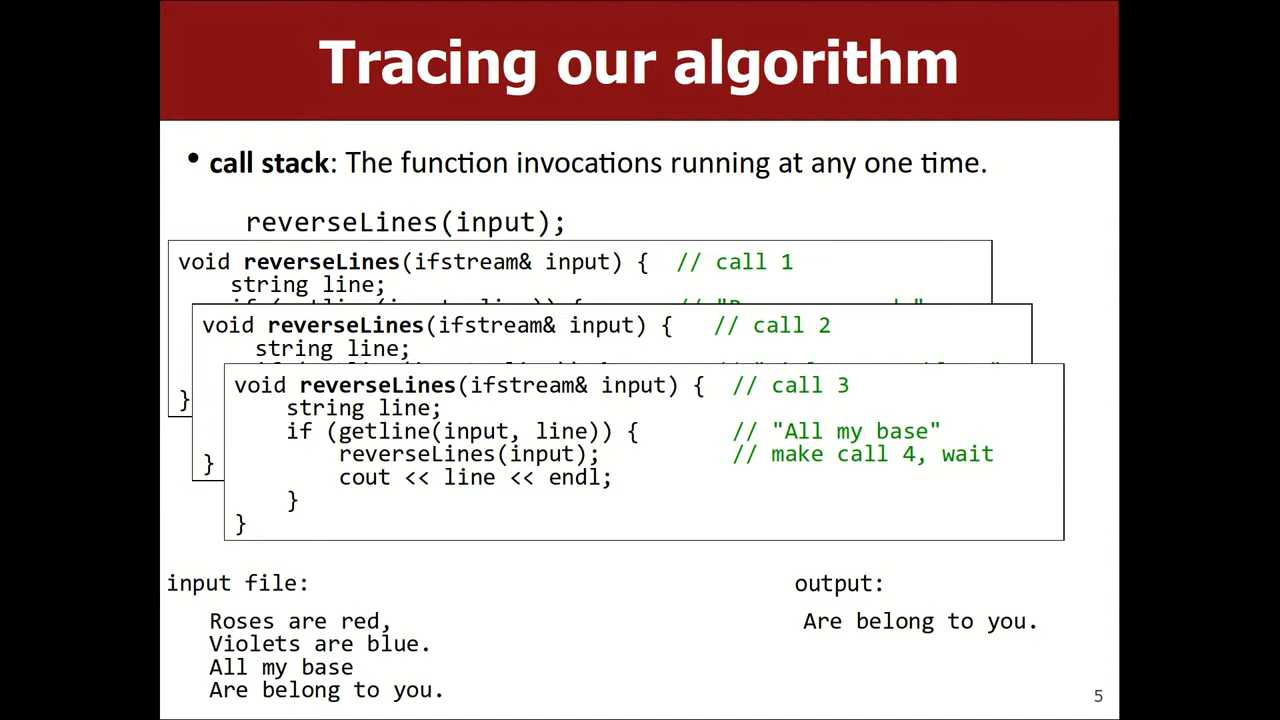 Tracing our algorithm
• call stack: The function invocations running at any one time.
reverseLines(input);
void reverseLines(ifstream& input) { // call 1
string line;
}
void reverseLines(ifstream& input) { // call 2
string line;
}
void reverseLines(ifstream& input) { // call 3
string line;
if (getline(input, line)) { // "All my base"
reverseLines(input); // make call 4, wait
cout << line << endl;
}
}
input file:
Roses are red,
Violets are blue.
All my base
Are belong to you.
output:
Are belong to you.
5